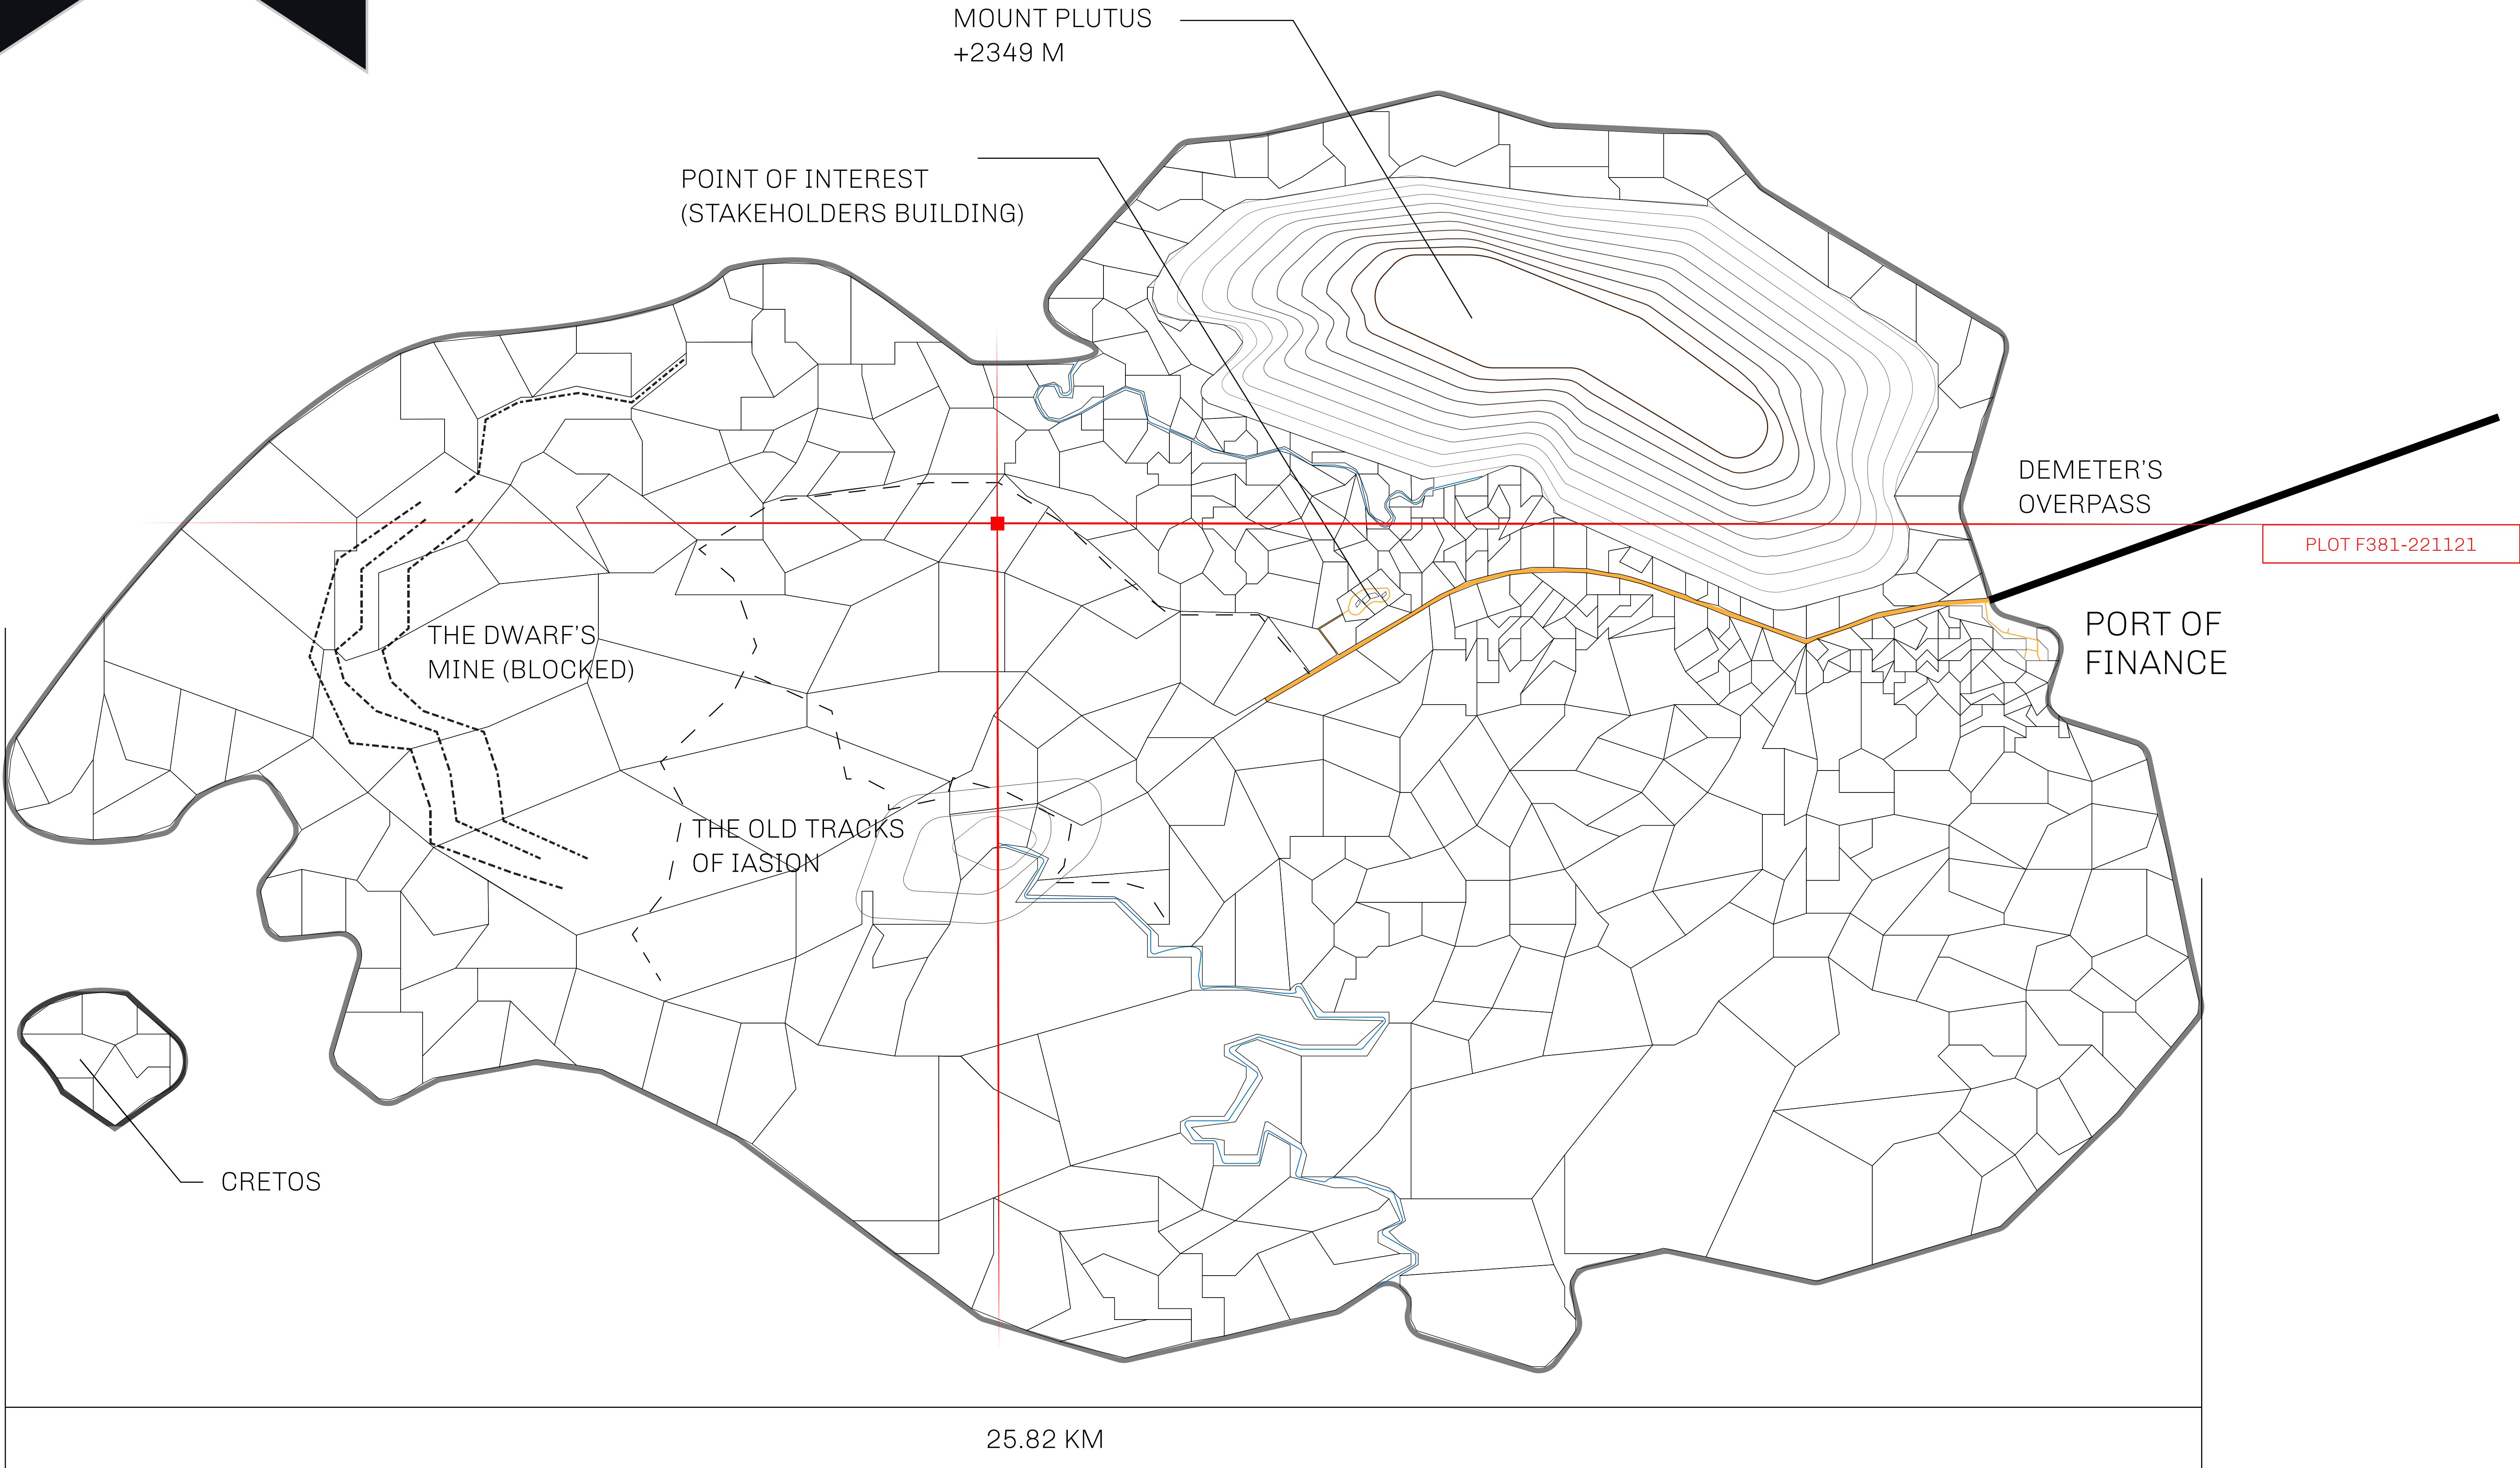 MOUNT PLUTUS
+2349 M
POINT OF INTEREST
(STAKEHOLDERS BUILDING)
DEMETER’S
OVERPASS
PLOT F381-221121
PORT OF
FINANCE
THE DWARF’S
MINE (BLOCKED)
THE OLD TRACKS
OF IASION
CRETOS
25.82 KM